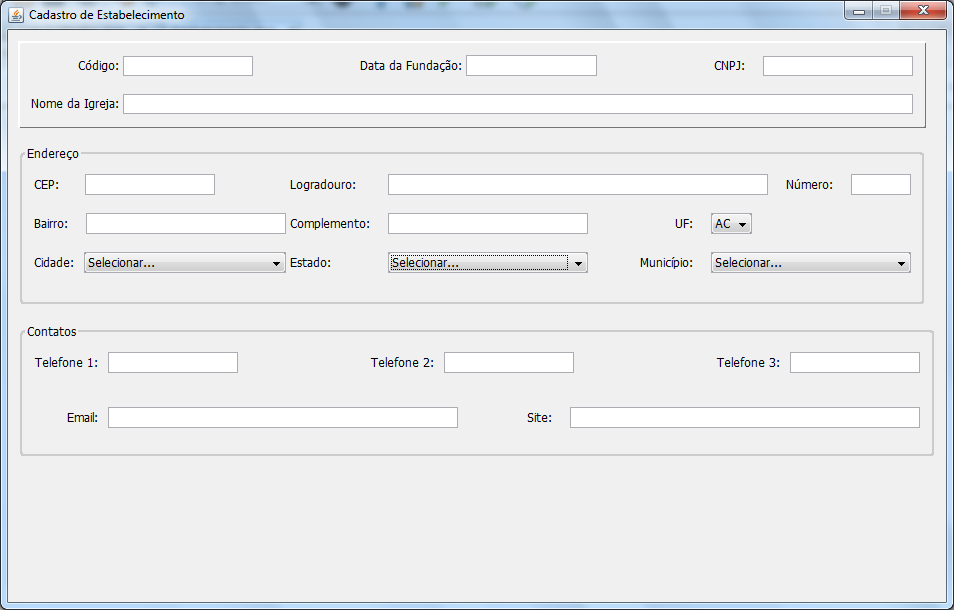 Cadastro de Estabelecimento
Código: Data da Fundação: CNPJ:
Nome da Igreja:
Endereço
CEP: Logradouro: Número:
Bairro: Complemento: UF: AC
Cidade: Selecionar... Estado: Selecionar... Município: Selecionar...
Contatos
Telefone 1: Telefone 2: Telefone 3:
Email: Site: